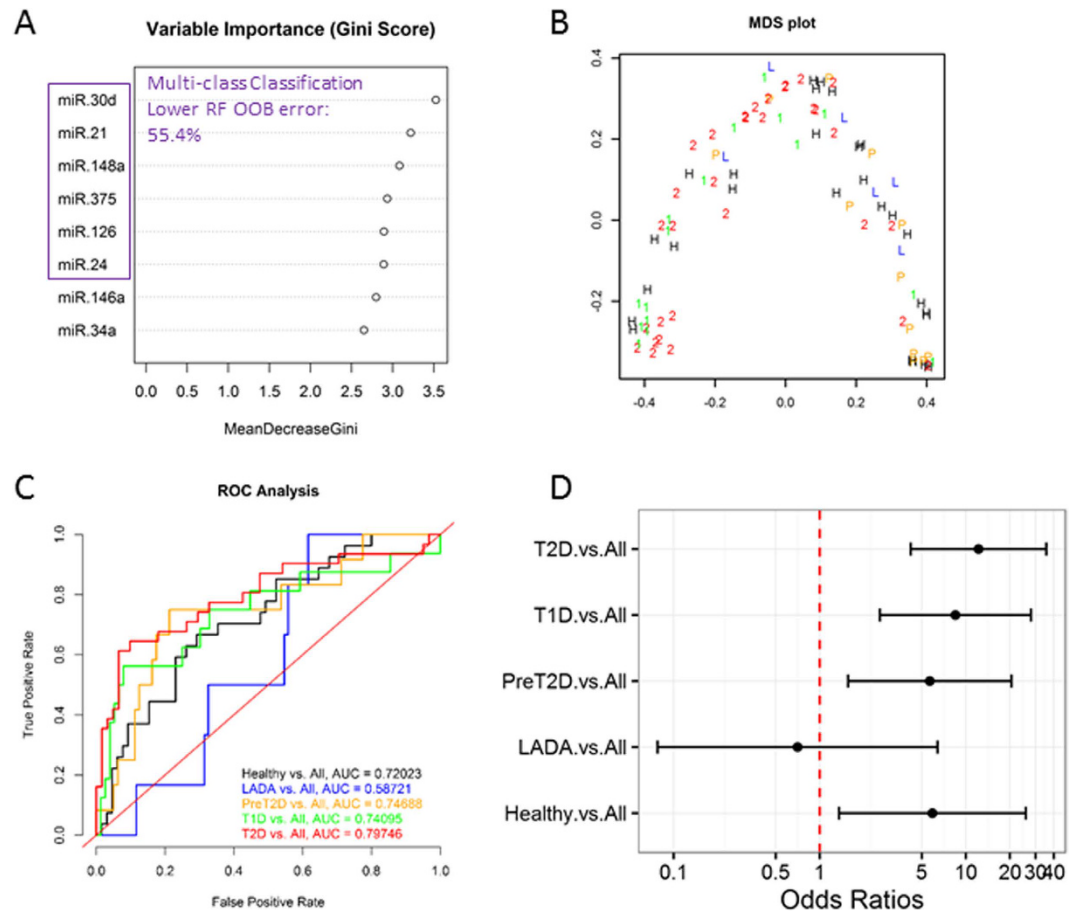 A
Variable Importance (Gini Score)
miR.30d
miR.21
miR.148a
miR.375
miR.126
miR.24
miR.146a
miR.34a
Multi-class Classification
Lower RF OOB error:
55.4%
0.0 0.5 1.0 1.5 2.0 2.5 3.0 3.5
MeanDecreaseGini
B
MDS plot
0.4
0.2
0.0
-0.2
-0.4 -0.2 0.0 0.2 0.4
C
ROC Analysis
True Positive Rate
1.0
0.8
0.6
0.4
0.2
0.0
Healthy vs. All, AUC = 0.72023
LADA vs. All, AUC = 0.58721
PreT2D vs. All, AUC = 0.74688
T1D vs. All, AUC = 0.74095
T2D vs. All, AUC = 0.79746
0.0 0.2 0.4 0.6 0.8 1.0
False Positive Rate
D
T2D.vs.All
T1D.vs.All
PreT2D.vs.All
LADA.vs.All
Healthy.vs.All
0.1 0.5 1 5 10 20 30 40
Odds Ratios